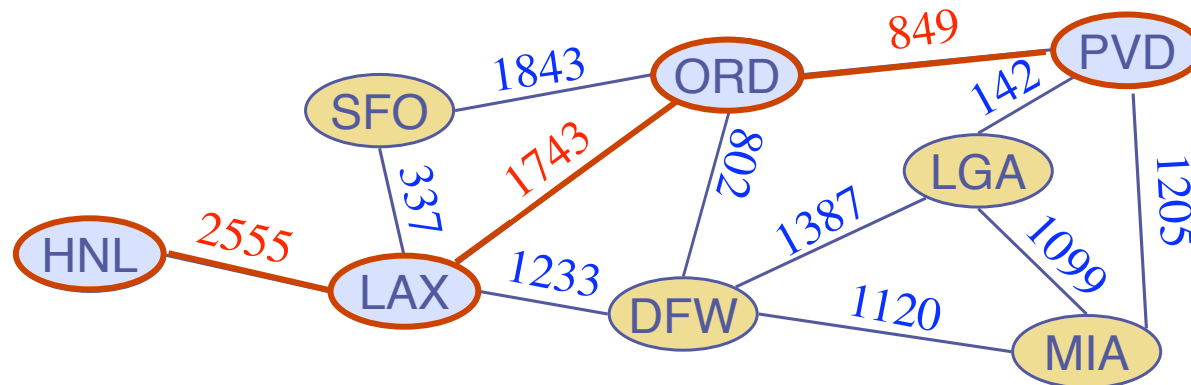 849
PVD
1843
ORD
142
SFO
1743
802
LGA
337
1205
1387
HNL
2555
1233
1099
LAX
DFW
1120
MIA